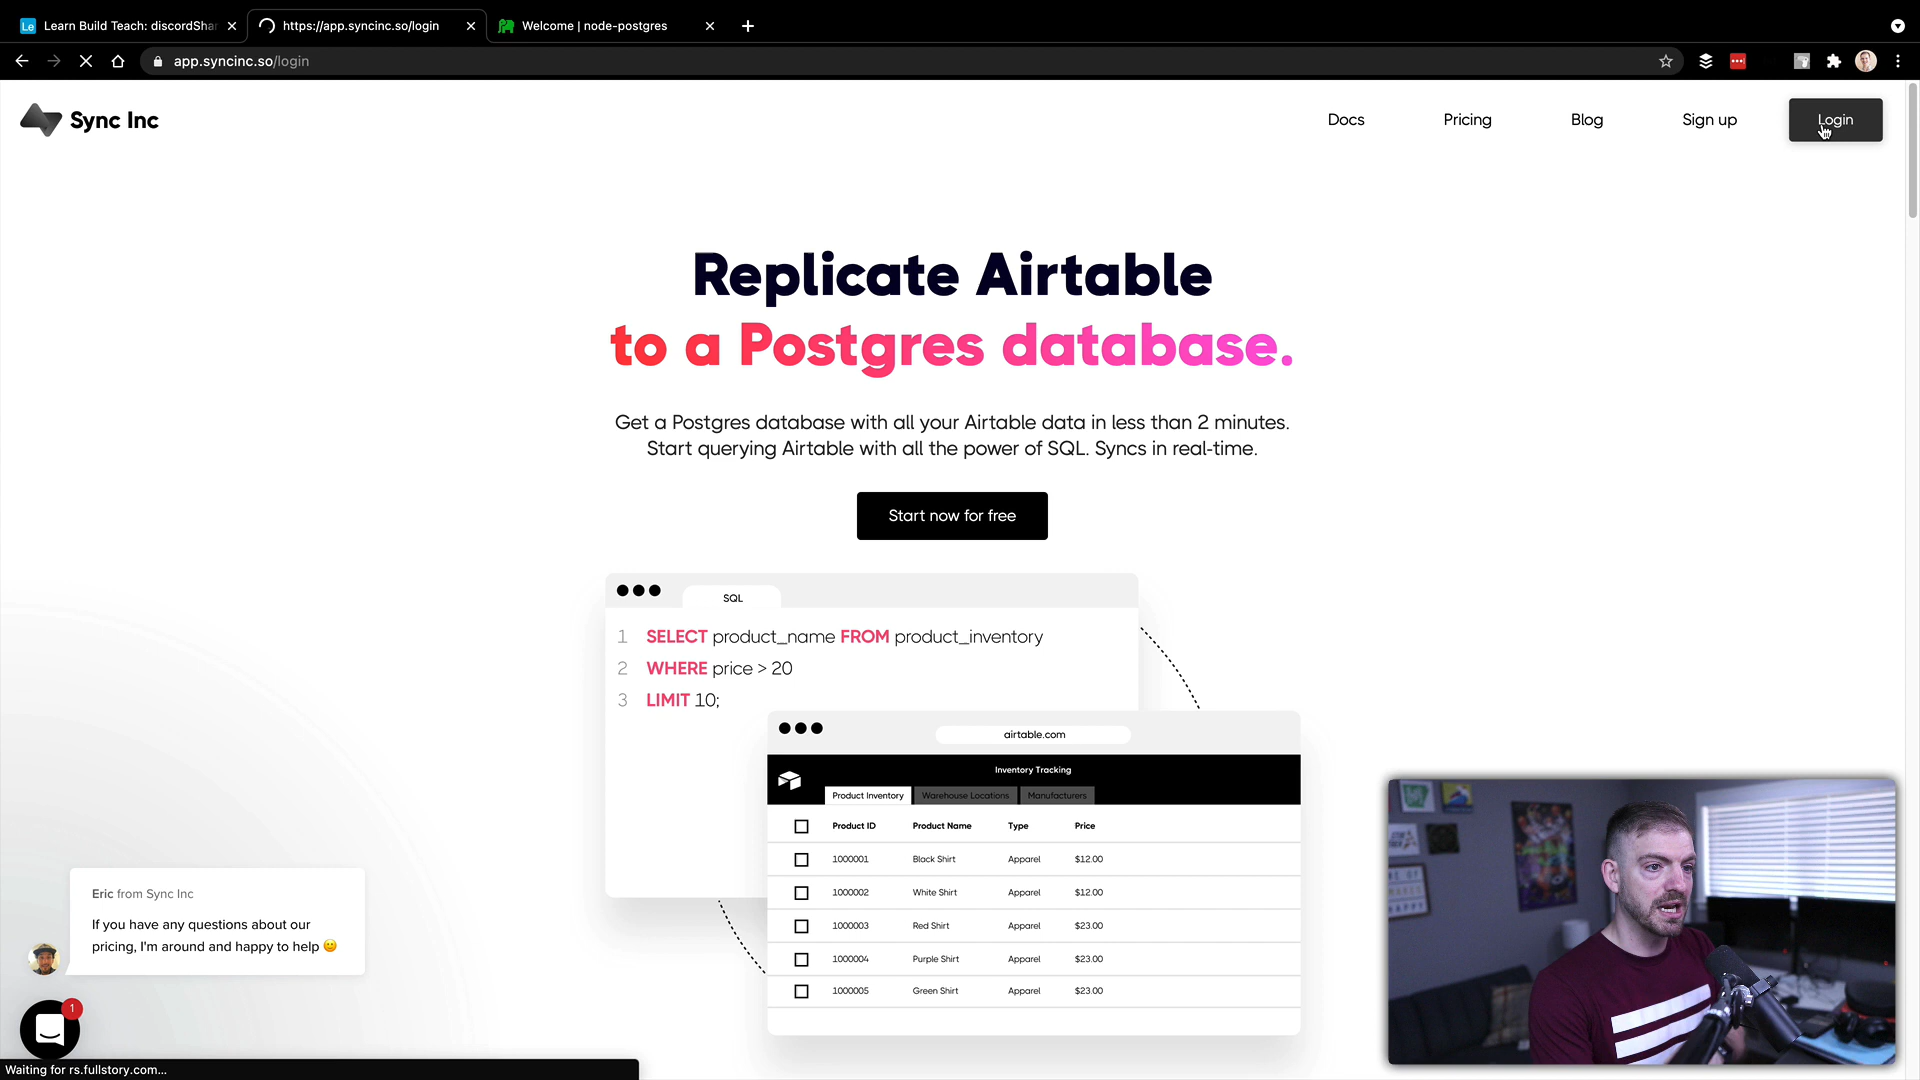 Learn Build Teach: discordShar
https://app.syncinc.so/login
Welcome | node-postgres
app.syncinc.so/login
Sync Inc
Docs
Pricing
Blog
Sign up
Login
Replicate Airtable
to a Postgres database.
Get a Postgres database with all your Airtable data in less than 2 minutes.
Start querying Airtable with all the power of SQL. Syncs in real-time.
Start now for free
SQL
1 SELECT product_name FROM product_inventory
2 WHERE price > 20
3 LIMIT 10;
airtable.com
Inventory Tracking
Product Inventory Warehouse Locations Manufacturers
Product ID Product Name Type Price
1000001 Black Shirt Apparel $12.00
1000002 White Shirt Apparel $12.00
1000003 Red Shirt Apparel $23.00
1000004 Purple Shirt Apparel $23.00
1000005 Green Shirt Apparel $23.00
Eric from Sync Inc
If you have any questions about our
pricing, I'm around and happy to help 🙂
1
Waiting for rs.fullstory.com...